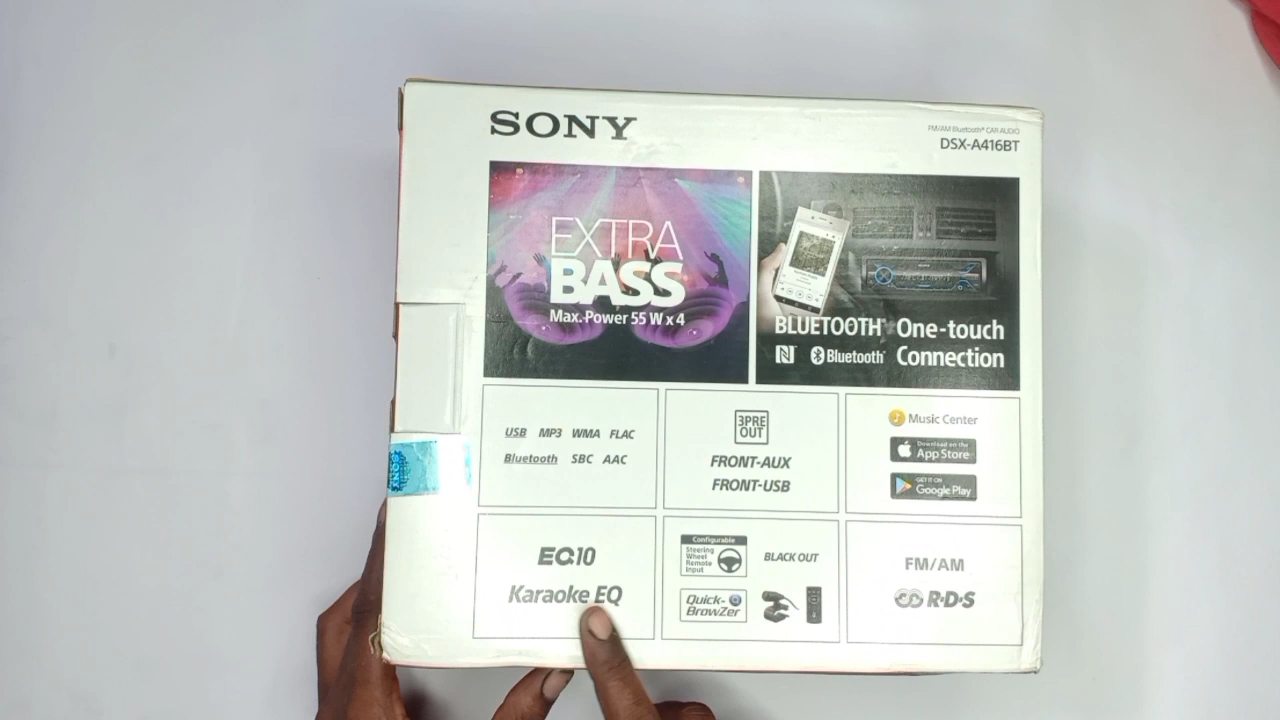 SONY
FM/AM Bluetooth® CAR AUDIO
DSX-A416BT
EXTRA
BASS
Max. Power 55 W x 4
BLUETOOTH® One-touch
Bluetooth® Connection
USB MP3 WMA FLAC
Bluetooth SBC AAC
3PRE
OUT
FRONT-AUX
FRONT-USB
Music Center
Download on the
App Store
GET IT ON
Google Play
EQ10
Karaoke EQ
Configurable
Steering
Wheel
Remote
Input
BLACK OUT
Quick-
BrowZer
FM/AM
R·D·S
SONY